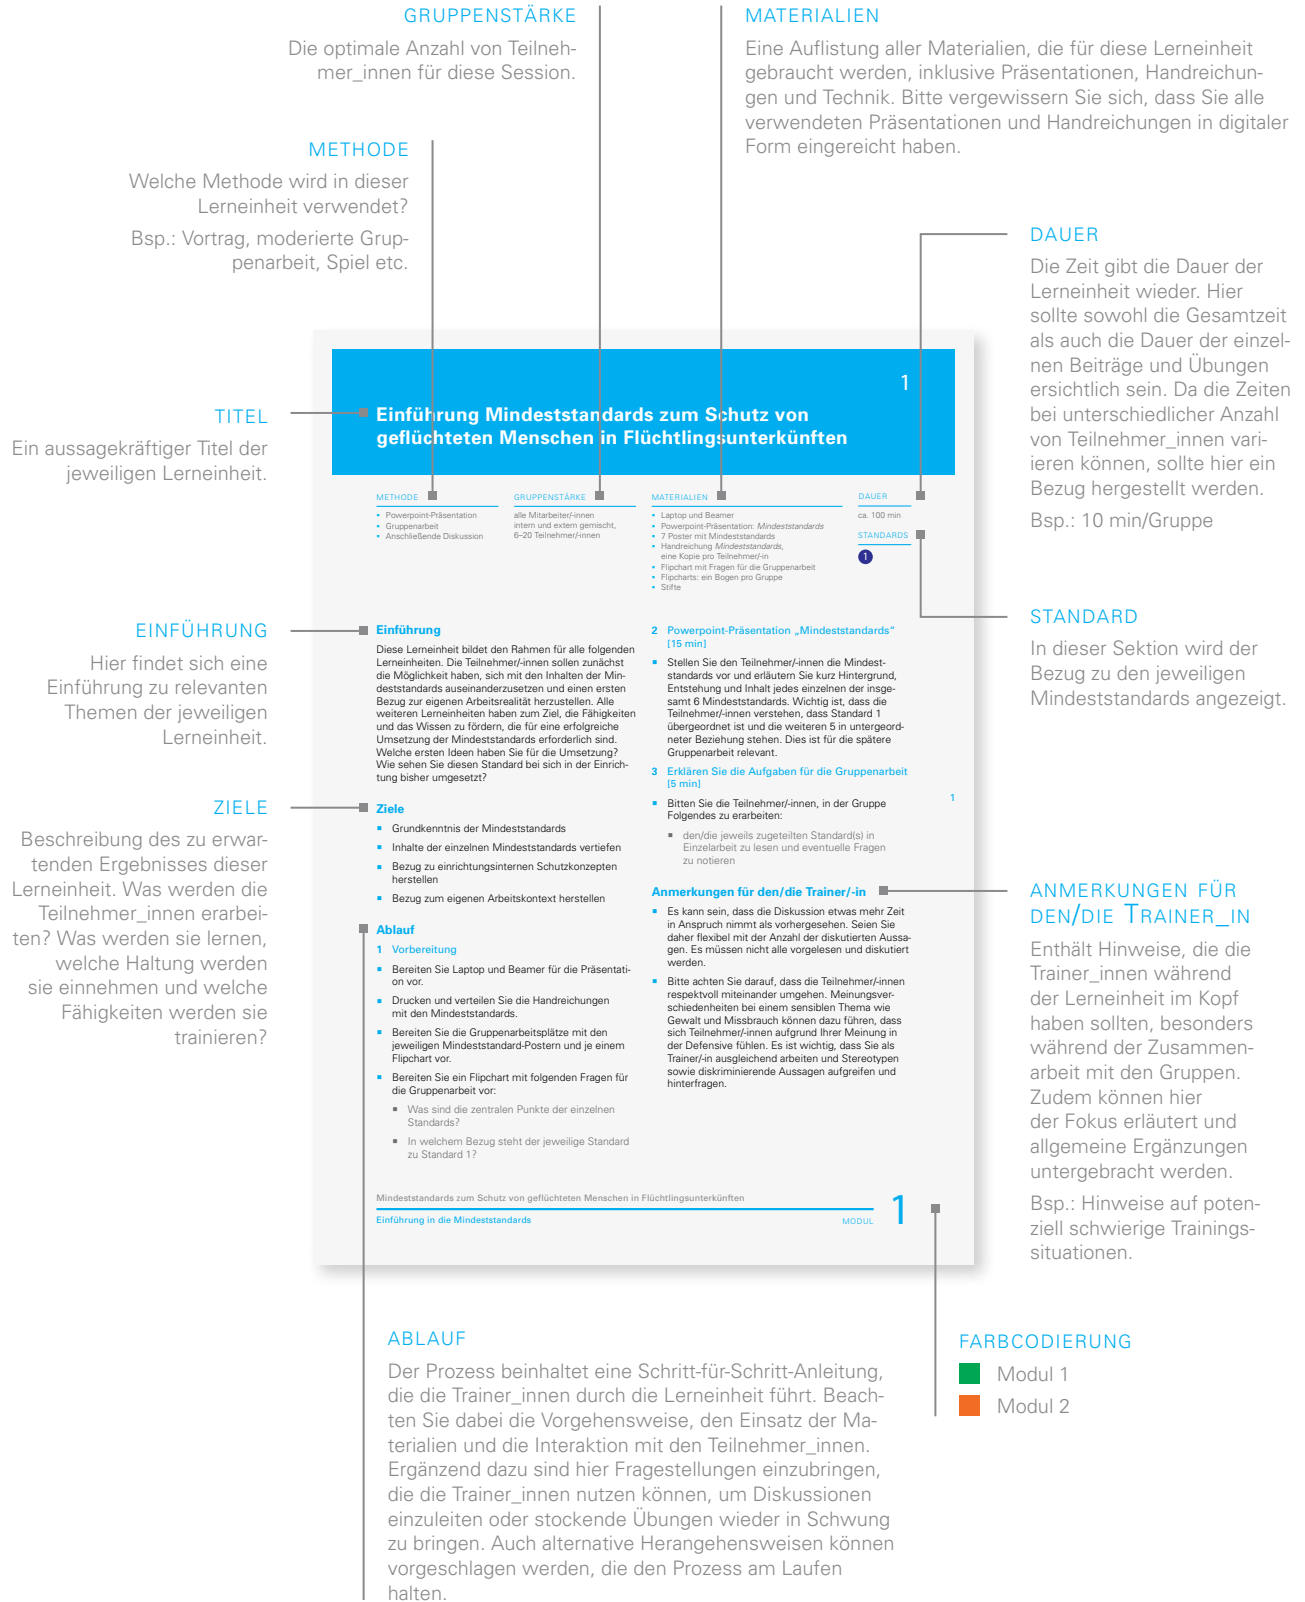 GRUPPENSTÄRKE
Die optimale Anzahl von Teilneh-
mer_innen für diese Session.
MATERIALIEN
Eine Auflistung aller Materialien, die für diese Lerneinheit
gebraucht werden, inklusive Präsentationen, Handreichun-
gen und Technik. Bitte vergewissern Sie sich, dass Sie alle
verwendeten Präsentationen und Handreichungen in digitaler
Form eingereicht haben.
METHODE
Welche Methode wird in dieser
Lerneinheit verwendet?
Bsp.: Vortrag, moderierte Grup-
penarbeit, Spiel etc.
DAUER
Die Zeit gibt die Dauer der
Lerneinheit wieder. Hier
sollte sowohl die Gesamtzeit
als auch die Dauer der einzel-
nen Beiträge und Übungen
ersichtlich sein. Da die Zeiten
bei unterschiedlicher Anzahl
von Teilnehmer_innen vari-
ieren können, sollte hier ein
Bezug hergestellt werden.
Bsp.: 10 min/Gruppe
TITEL
Ein aussagekräftiger Titel der
jeweiligen Lerneinheit.
1
Einführung Mindeststandards zum Schutz von
geflüchteten Menschen in Flüchtlingsunterkünften
METHODE
▪ Powerpoint-Präsentation
▪ Gruppenarbeit
▪ Anschließende Diskussion
GRUPPENSTÄRKE
alle Mitarbeiter/-innen
intern und extern gemischt,
6–20 Teilnehmer/-innen
MATERIALIEN
▪ Laptop und Beamer
▪ Powerpoint-Präsentation: Mindeststandards
▪ 7 Poster mit Mindeststandards
▪ Handreichung Mindeststandards,
eine Kopie pro Teilnehmer/-in
▪ Flipchart mit Fragen für die Gruppenarbeit
▪ Flipcharts: ein Bogen pro Gruppe
▪ Stifte
DAUER
ca. 100 min
STANDARDS
1
STANDARD
In dieser Sektion wird der
Bezug zu den jeweiligen
Mindeststandards angezeigt.
EINFÜHRUNG
Hier findet sich eine
Einführung zu relevanten
Themen der jeweiligen
Lerneinheit.
Einführung
Diese Lerneinheit bildet den Rahmen für alle folgenden
Lerneinheiten. Die Teilnehmer/-innen sollen zunächst
die Möglichkeit haben, sich mit den Inhalten der Min-
deststandards auseinanderzusetzen und einen ersten
Bezug zur eigenen Arbeitsrealität herzustellen. Alle
weiteren Lerneinheiten haben zum Ziel, die Fähigkeiten
und das Wissen zu fördern, die für eine erfolgreiche
Umsetzung der Mindeststandards erforderlich sind.
Welche ersten Ideen haben Sie für die Umsetzung?
Wie sehen Sie diesen Standard bei sich in der Einrich-
tung bisher umgesetzt?
ZIELE
Beschreibung des zu erwar-
tenden Ergebnisses dieser
Lerneinheit. Was werden die
Teilnehmer_innen erarbei-
ten? Was werden sie lernen,
welche Haltung werden
sie einnehmen und welche
Fähigkeiten werden sie
trainieren?
Ziele
▪ Grundkenntnis der Mindeststandards
▪ Inhalte der einzelnen Mindeststandards vertiefen
▪ Bezug zu einrichtungsinternen Schutzkonzepten
herstellen
▪ Bezug zum eigenen Arbeitskontext herstellen
Ablauf
1 Vorbereitung
▪ Bereiten Sie Laptop und Beamer für die Präsentati-
on vor.
▪ Drucken und verteilen Sie die Handreichungen
mit den Mindeststandards.
▪ Bereiten Sie die Gruppenarbeitsplätze mit den
jeweiligen Mindeststandard-Postern und je einem
Flipchart vor.
▪ Bereiten Sie ein Flipchart mit folgenden Fragen für
die Gruppenarbeit vor:
▪ Was sind die zentralen Punkte der einzelnen
Standards?
▪ In welchem Bezug steht der jeweilige Standard
zu Standard 1?
2 Powerpoint-Präsentation „Mindeststandards“
[15 min]
▪ Stellen Sie den Teilnehmer/-innen die Mindest-
standards vor und erläutern Sie kurz Hintergrund,
Entstehung und Inhalt jedes einzelnen der insge-
samt 6 Mindeststandards. Wichtig ist, dass die
Teilnehmer/-innen verstehen, dass Standard 1
übergeordnet ist und die weiteren 5 in untergeord-
neter Beziehung stehen. Dies ist für die spätere
Gruppenarbeit relevant.
3 Erklären Sie die Aufgaben für die Gruppenarbeit
[5 min]
▪ Bitten Sie die Teilnehmer/-innen, in der Gruppe
Folgendes zu erarbeiten:
▪ den/die jeweils zugeteilten Standard(s) in
Einzelarbeit zu lesen und eventuelle Fragen
zu notieren
1
Anmerkungen für den/die Trainer/-in
▪ Es kann sein, dass die Diskussion etwas mehr Zeit
in Anspruch nimmt als vorhergesehen. Seien Sie
daher flexibel mit der Anzahl der diskutierten Aussa-
gen. Es müssen nicht alle vorgelesen und diskutiert
werden.
▪ Bitte achten Sie darauf, dass die Teilnehmer/-innen
respektvoll miteinander umgehen. Meinungsver-
schiedenheiten bei einem sensiblen Thema wie
Gewalt und Missbrauch können dazu führen, dass
sich Teilnehmer/-innen aufgrund Ihrer Meinung in
der Defensive fühlen. Es ist wichtig, dass Sie als
Trainer/-in ausgleichend arbeiten und Stereotypen
sowie diskriminierende Aussagen aufgreifen und
hinterfragen.
ANMERKUNGEN FÜR
DEN/DIE TRAINER_IN
Enthält Hinweise, die die
Trainer_innen während
der Lerneinheit im Kopf
haben sollten, besonders
während der Zusammen-
arbeit mit den Gruppen.
Zudem können hier
der Fokus erläutert und
allgemeine Ergänzungen
untergebracht werden.
Bsp.: Hinweise auf poten-
ziell schwierige Trainings-
situationen.
Mindeststandards zum Schutz von geflüchteten Menschen in Flüchtlingsunterkünften
Einführung in die Mindeststandards
MODUL 1
ABLAUF
Der Prozess beinhaltet eine Schritt-für-Schritt-Anleitung,
die die Trainer_innen durch die Lerneinheit führt. Beach-
ten Sie dabei die Vorgehensweise, den Einsatz der Ma-
terialien und die Interaktion mit den Teilnehmer_innen.
Ergänzend dazu sind hier Fragestellungen einzubringen,
die die Trainer_innen nutzen können, um Diskussionen
einzuleiten oder stockende Übungen wieder in Schwung
zu bringen. Auch alternative Herangehensweisen können
vorgeschlagen werden, die den Prozess am Laufen
halten.
FARBCODIERUNG
Modul 1
Modul 2